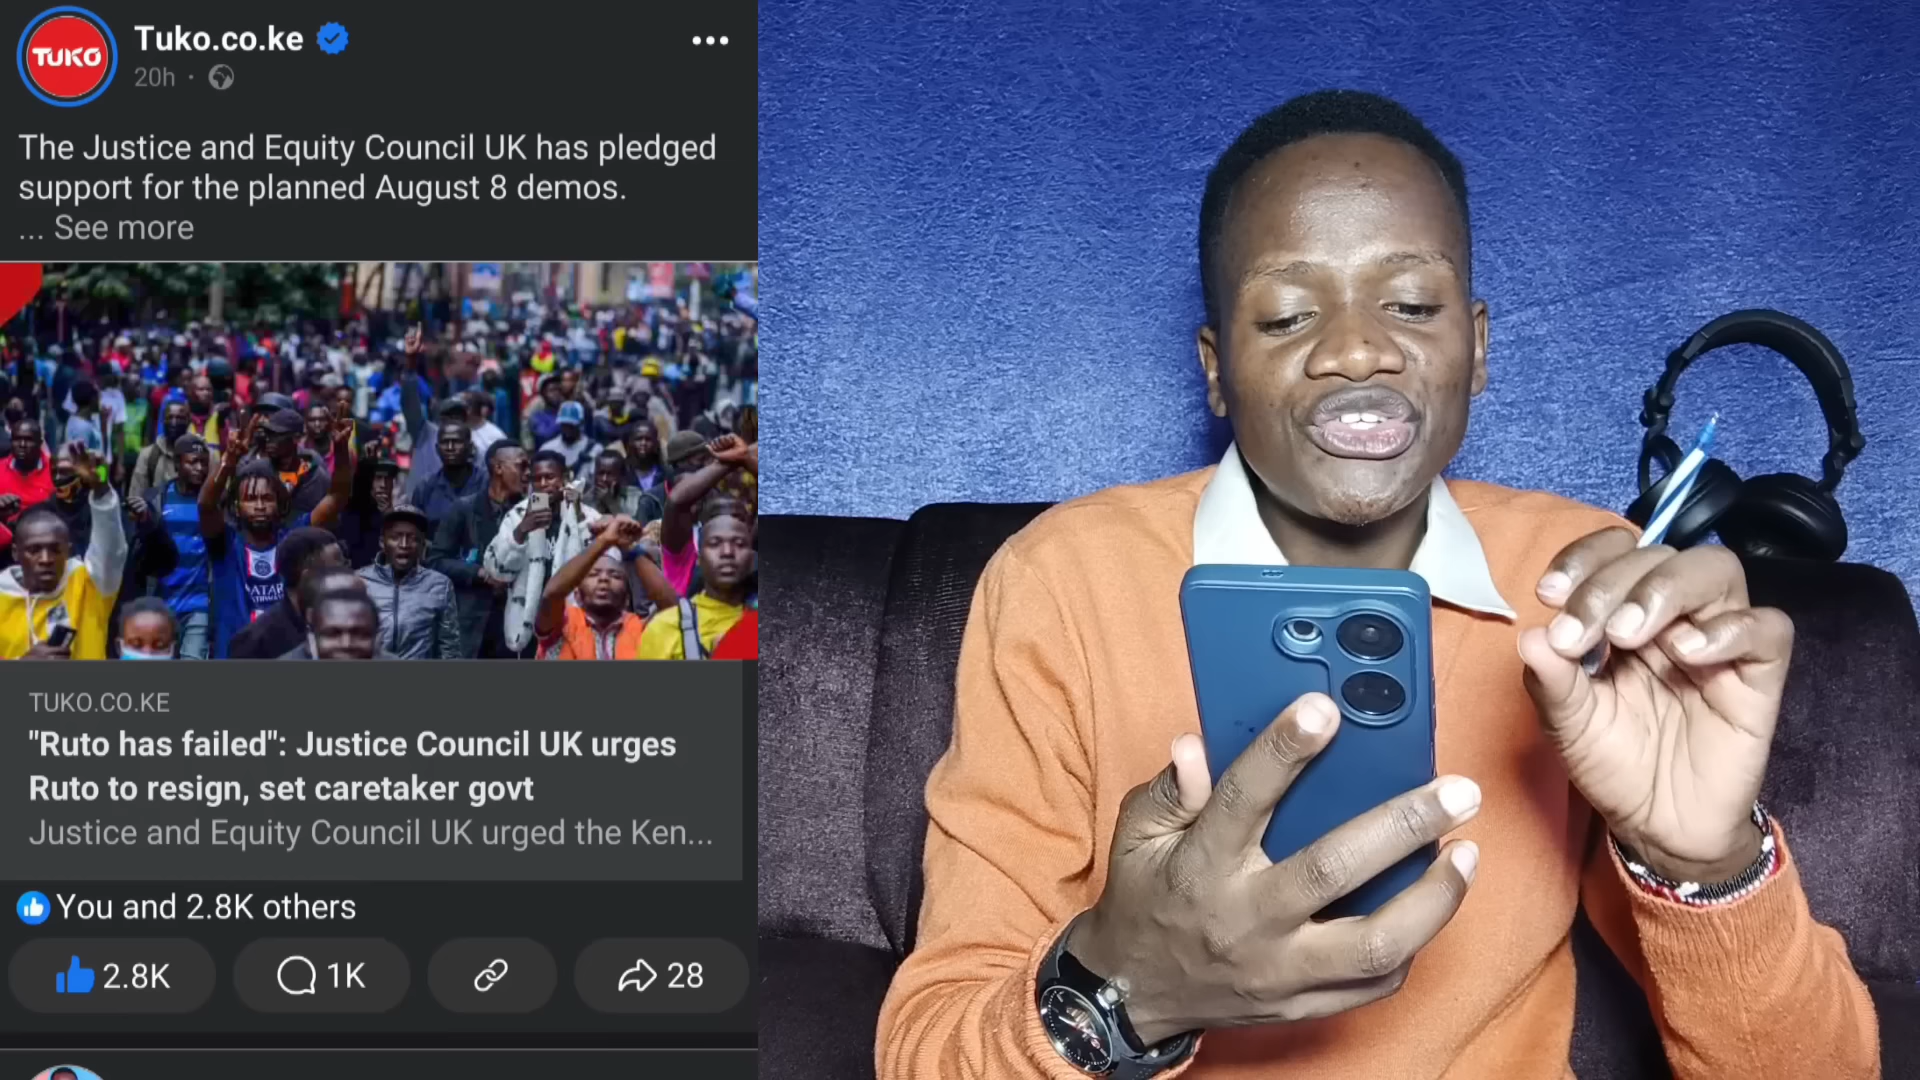 TUKO
Tuko.co.ke
20h
The Justice and Equity Council UK has pledged
support for the planned August 8 demos.
... See more
TUKO.CO.KE
"Ruto has failed": Justice Council UK urges
Ruto to resign, set caretaker govt
Justice and Equity Council UK urged the Ken...
You and 2.8K others
2.8K
1K
28